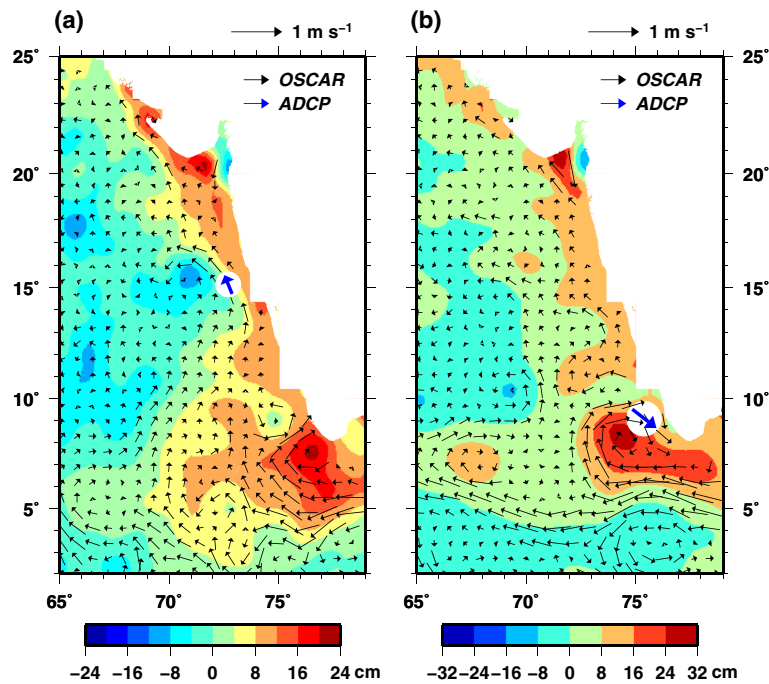 (a) (b)
1 m s⁻¹ 1 m s⁻¹
25° 25°
OSCAR OSCAR
ADCP ADCP
20° 20°
15° 15°
10° 10°
5° 5°
65° 70° 75° 65° 70° 75°
−24 −16 −8 0 8 16 24 cm −32 −24 −16 −8 0 8 16 24 32 cm